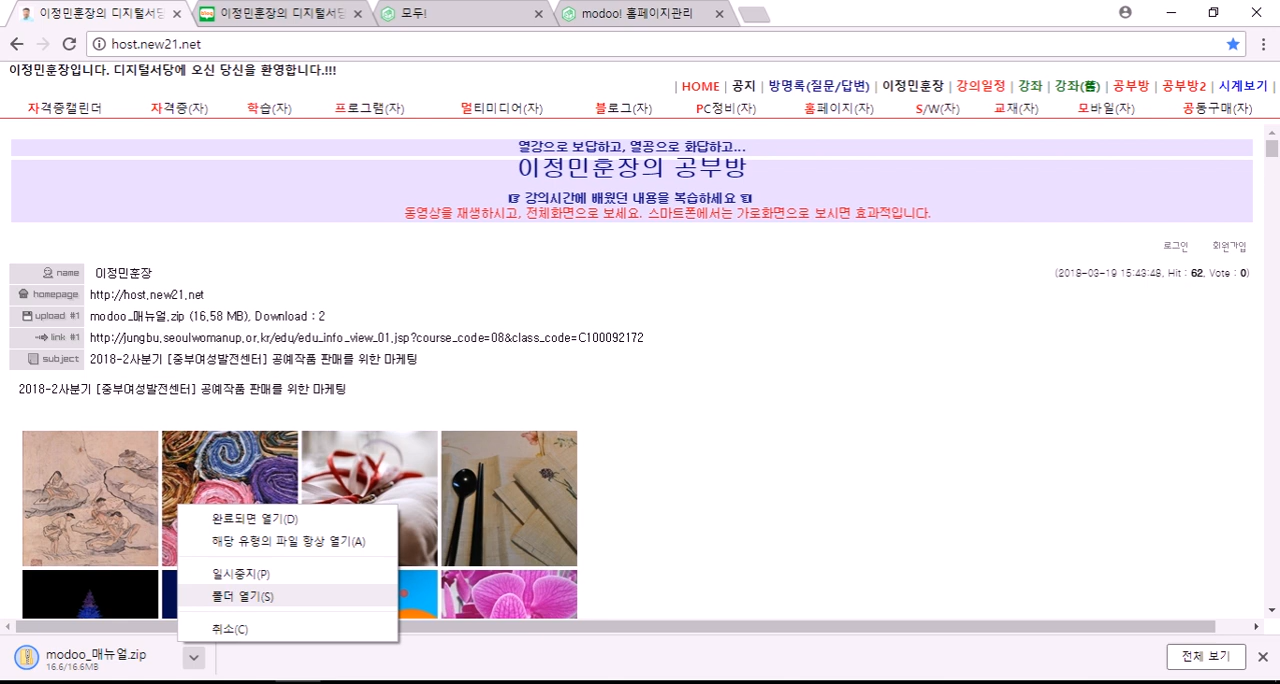 이정민훈장의 디지털서당
이정민훈장의 디지털서당
모두!
modoo! 홈페이지관리
host.new21.net
이정민훈장입니다. 디지털서당에 오신 당신을 환영합니다.!!!
| HOME | 공지 | 방명록(질문/답변) | 이정민훈장 | 강의일정 | 강좌 | 강좌(舊) | 공부방 | 공부방2 | 시계보기 |
자격증캘린더 자격증(자) 학습(자) 프로그램(자) 멀티미디어(자) 블로그(자) PC정비(자) 홈페이지(자) S/W(자) 교재(자) 모바일(자) 공동구매(자)
열강으로 보답하고, 열공으로 화답하고...
이정민훈장의 공부방
☞ 강의시간에 배웠던 내용을 복습하세요 ☜
동영상을 재생하시고, 전체화면으로 보세요. 스마트폰에서는 가로화면으로 보시면 효과적입니다.
로그인 회원가입
name 이정민훈장 (2018-03-19 15:43:48, Hit : 62, Vote : 0)
homepage http://host.new21.net
upload #1 modoo_매뉴얼.zip (16.58 MB), Download : 2
link #1 http://jungbu.seoulwomanup.or.kr/edu/edu_info_view_01.jsp?course_code=08&class_code=C100092172
subject 2018-2사분기 [중부여성발전센터] 공예작품 판매를 위한 마케팅
2018-2사분기 [중부여성발전센터] 공예작품 판매를 위한 마케팅
완료되면 열기(D)
해당 유형의 파일 항상 열기(A)
일시중지(P)
폴더 열기(S)
취소(C)
modoo_매뉴얼.zip
16.6/16.6MB
전체 보기